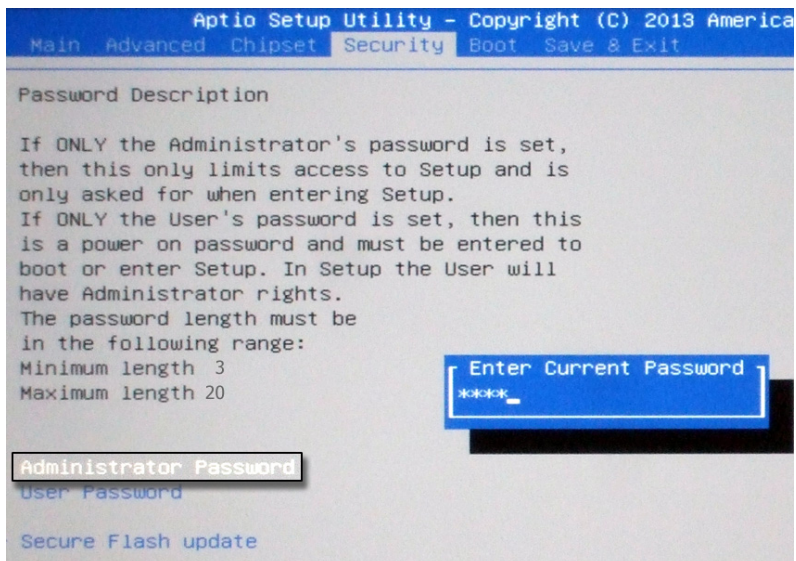 Aptio Setup Utility – Copyright (C) 2013 America
Main Advanced Chipset Security Boot Save & Exit
Password Description
If ONLY the Administrator's password is set,
then this only limits access to Setup and is
only asked for when entering Setup.
If ONLY the User's password is set, then this
is a power on password and must be entered to
boot or enter Setup. In Setup the User will
have Administrator rights.
The password length must be
in the following range:
Minimum length 3
Maximum length 20
Enter Current Password
****_
Administrator Password
User Password
Secure Flash update